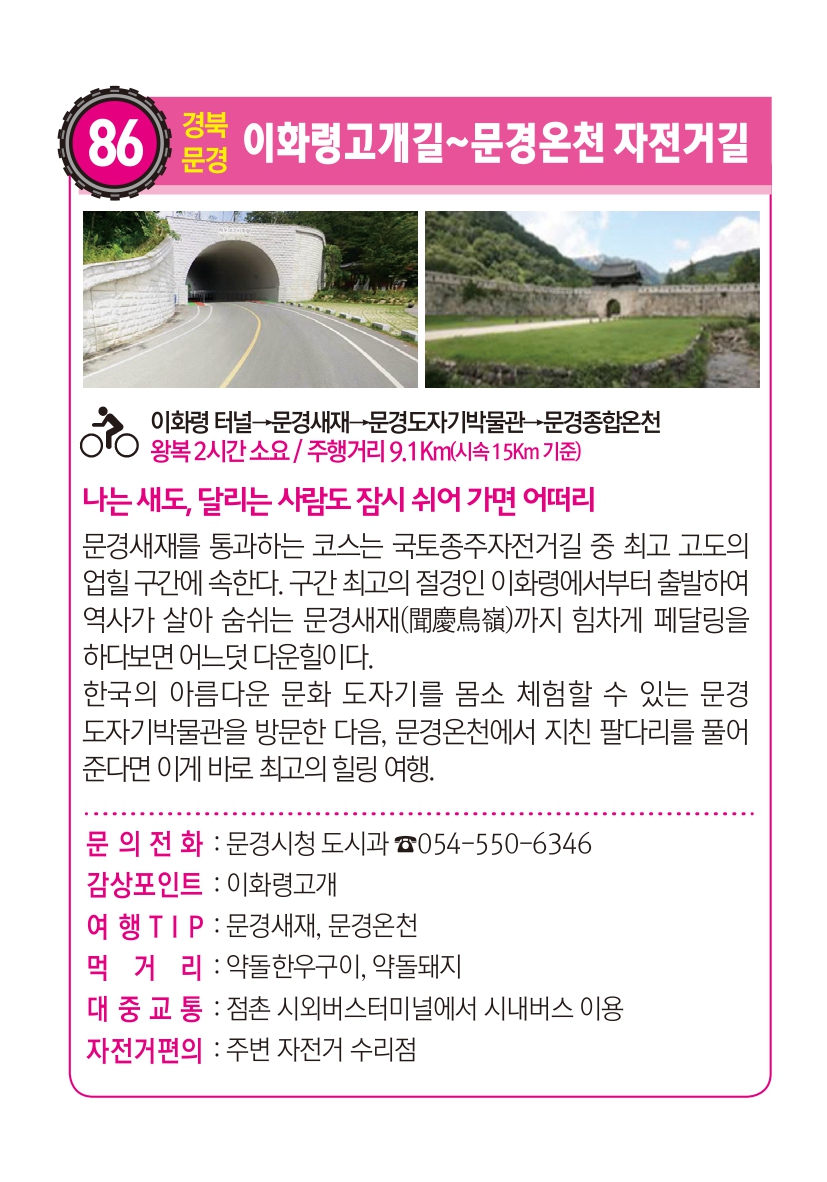 86
경북
문경
이화령고개길~문경온천 자전거길
이화령 터널→문경새재→문경도자기박물관→문경종합온천
왕복 2시간 소요 / 주행거리 9.1Km(시속 15Km 기준)
나는 새도, 달리는 사람도 잠시 쉬어 가면 어떠리
문경새재를 통과하는 코스는 국토종주자전거길 중 최고 고도의
업힐 구간에 속한다. 구간 최고의 절경인 이화령에서부터 출발하여
역사가 살아 숨쉬는 문경새재(聞慶鳥嶺)까지 힘차게 페달링을
하다보면 어느덧 다운힐이다.
한국의 아름다운 문화 도자기를 몸소 체험할 수 있는 문경
도자기박물관을 방문한 다음, 문경온천에서 지친 팔다리를 풀어
준다면 이게 바로 최고의 힐링 여행.
문의전화 : 문경시청 도시과 ☎054-550-6346
감상포인트 : 이화령고개
여행TIP : 문경새재, 문경온천
먹거리 : 약돌한우구이, 약돌돼지
대중교통 : 점촌 시외버스터미널에서 시내버스 이용
자전거편의 : 주변 자전거 수리점